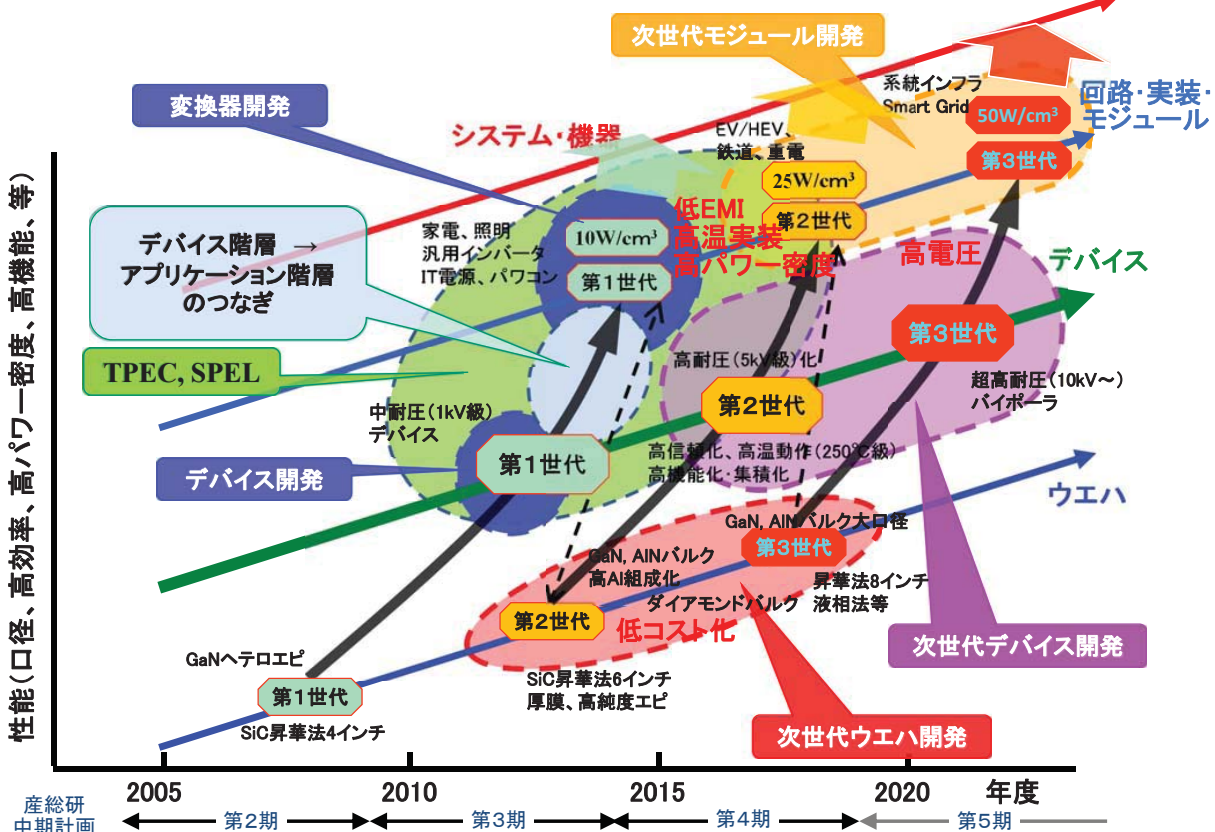 次世代モジュール開発
変換器開発
系統インフラ
Smart Grid
50W/cm³
回路・実装・
モジュール
第3世代
システム・機器
EV/HEV、
鉄道、重電
25W/cm³
第2世代
低EMI
高温実装
高パワー密度
家電、照明
汎用インバータ
IT電源、パワコン
10W/cm³
第1世代
デバイス階層 →
アプリケーション階層
のつなぎ
高電圧
デバイス
第3世代
TPEC, SPEL
高耐圧(5kV級)化
第2世代
超高耐圧(10kV～)
バイポーラ
中耐圧(1kV級)
デバイス
第1世代
高信頼化、高温動作(250℃級)
高機能化・集積化
デバイス開発
ウエハ
GaN, AlNバルク大口径
第3世代
GaN, AlNバルク
高Al組成化
昇華法8インチ
液相法等
ダイアモンドバルク
第2世代
低コスト化
次世代デバイス開発
GaNヘテロエピ
第1世代
SiC昇華法4インチ
SiC昇華法6インチ
厚膜、高純度エピ
次世代ウエハ開発
性能(口径、高効率、高パワー密度、高機能、等)
2005
2010
2015
2020
年度
産総研
中期計画
第2期
第3期
第4期
第5期